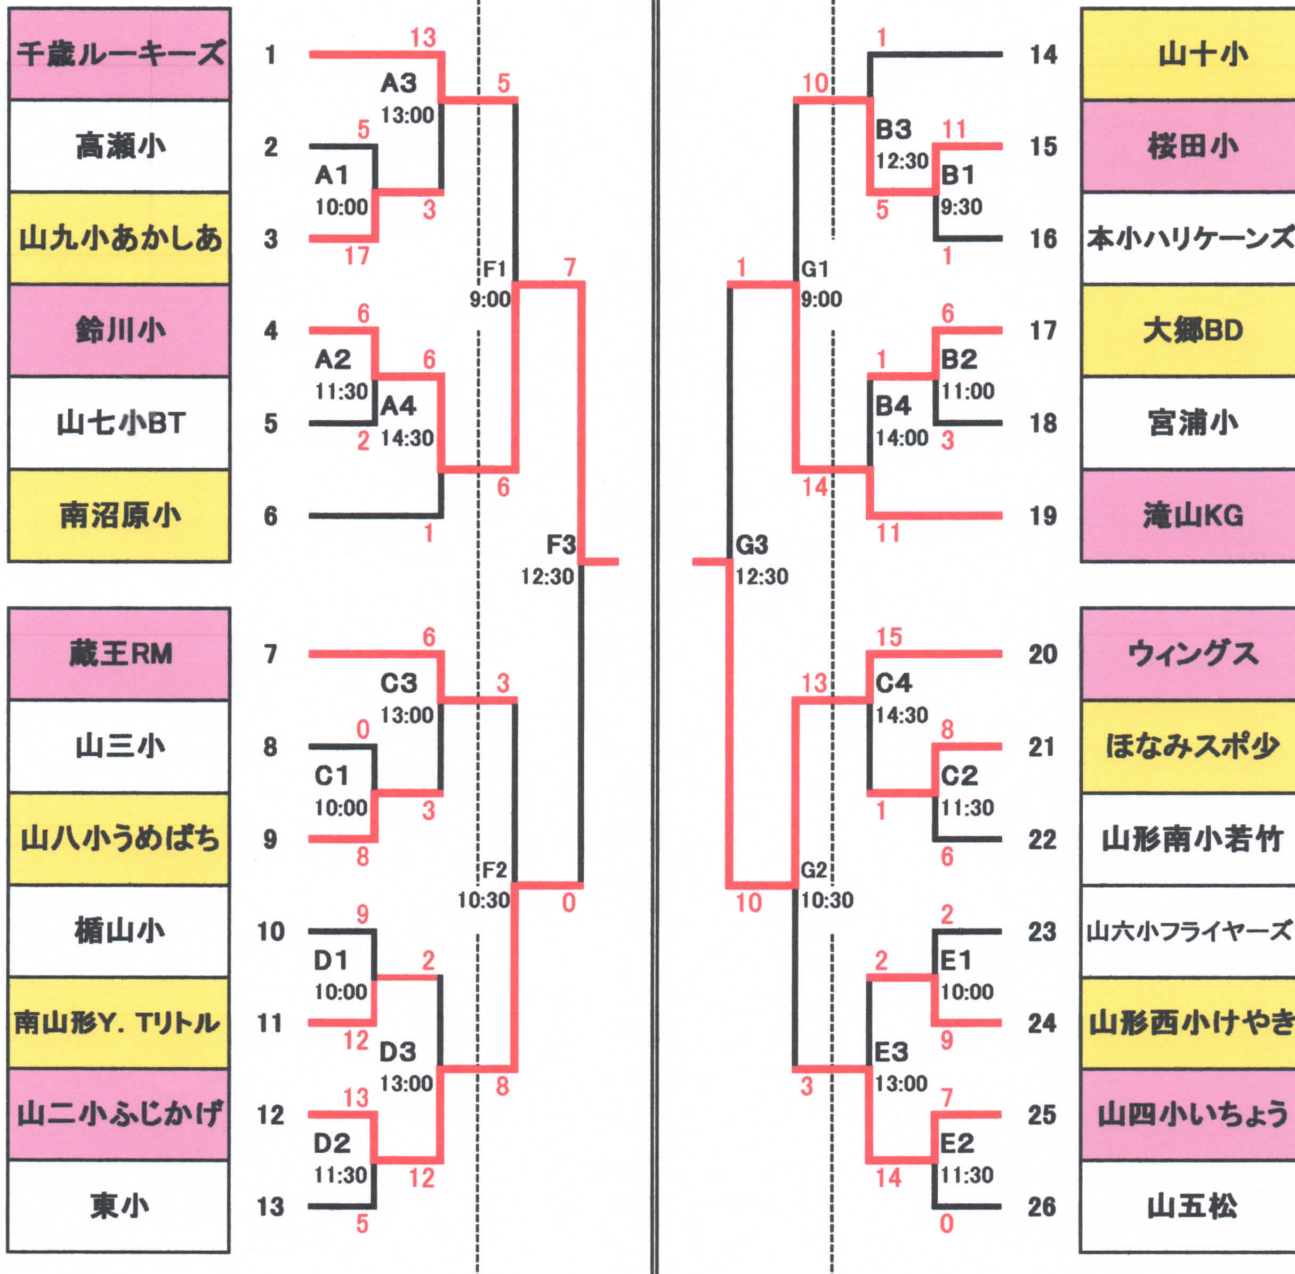 千歳ルーキーズ 1 13
A3
13:00
5
高瀬小 2 5
A1
10:00
3
山九小あかしあ 3 17
F1
9:00
7
鈴川小 4 6
A2
11:30
6
山七小BT 5 2
A4
14:30
6
南沼原小 6 1
F3
12:30
蔵王RM 7 6
C3
13:00
3
山三小 8 0
C1
10:00
3
山八小うめばち 9 8
F2
10:30
0
楯山小 10 9
D1
10:00
2
南山形Y. Tリトル 11 12
D3
13:00
8
山二小ふじかげ 12 13
D2
11:30
12
東小 13 5
1 14 山十小
10
B3
12:30
11 15 桜田小
B1
9:30
5
1 16 本小ハリケーンズ
1
G1
9:00
6 17 大郷BD
B2
11:00
1
B4
14:00
3 18 宮浦小
14
11 19 滝山KG
G3
12:30
15 20 ウィングス
13
C4
14:30
8 21 ほなみスポ少
C2
11:30
1
6 22 山形南小若竹
10
G2
10:30
2 23 山六小フライヤーズ
2
E1
10:00
9 24 山形西小けやき
E3
13:00
3
7 25 山四小いちょう
E2
11:30
14
0 26 山五松